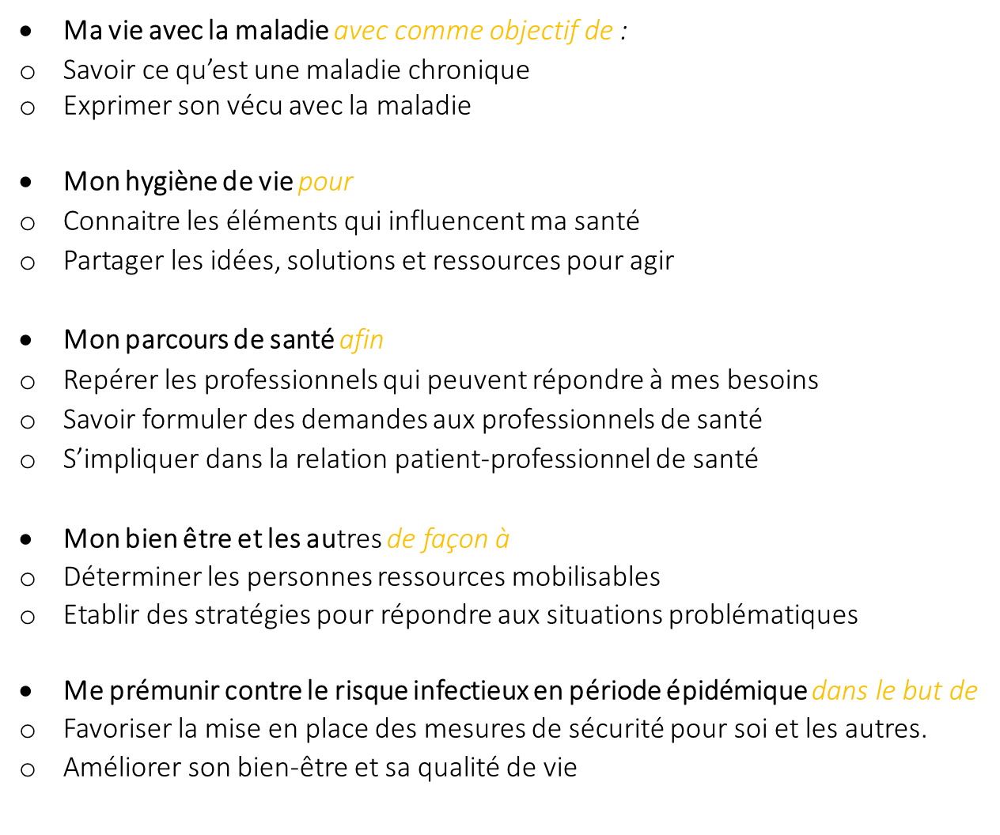 • Ma vie avec la maladie avec comme objectif de :
o Savoir ce qu’est une maladie chronique
o Exprimer son vécu avec la maladie
• Mon hygiène de vie pour
o Connaitre les éléments qui influencent ma santé
o Partager les idées, solutions et ressources pour agir
• Mon parcours de santé afin
o Repérer les professionnels qui peuvent répondre à mes besoins
o Savoir formuler des demandes aux professionnels de santé
o S’impliquer dans la relation patient-professionnel de santé
• Mon bien être et les autres de façon à
o Déterminer les personnes ressources mobilisables
o Etablir des stratégies pour répondre aux situations problématiques
• Me prémunir contre le risque infectieux en période épidémique dans le but de
o Favoriser la mise en place des mesures de sécurité pour soi et les autres.
o Améliorer son bien-être et sa qualité de vie